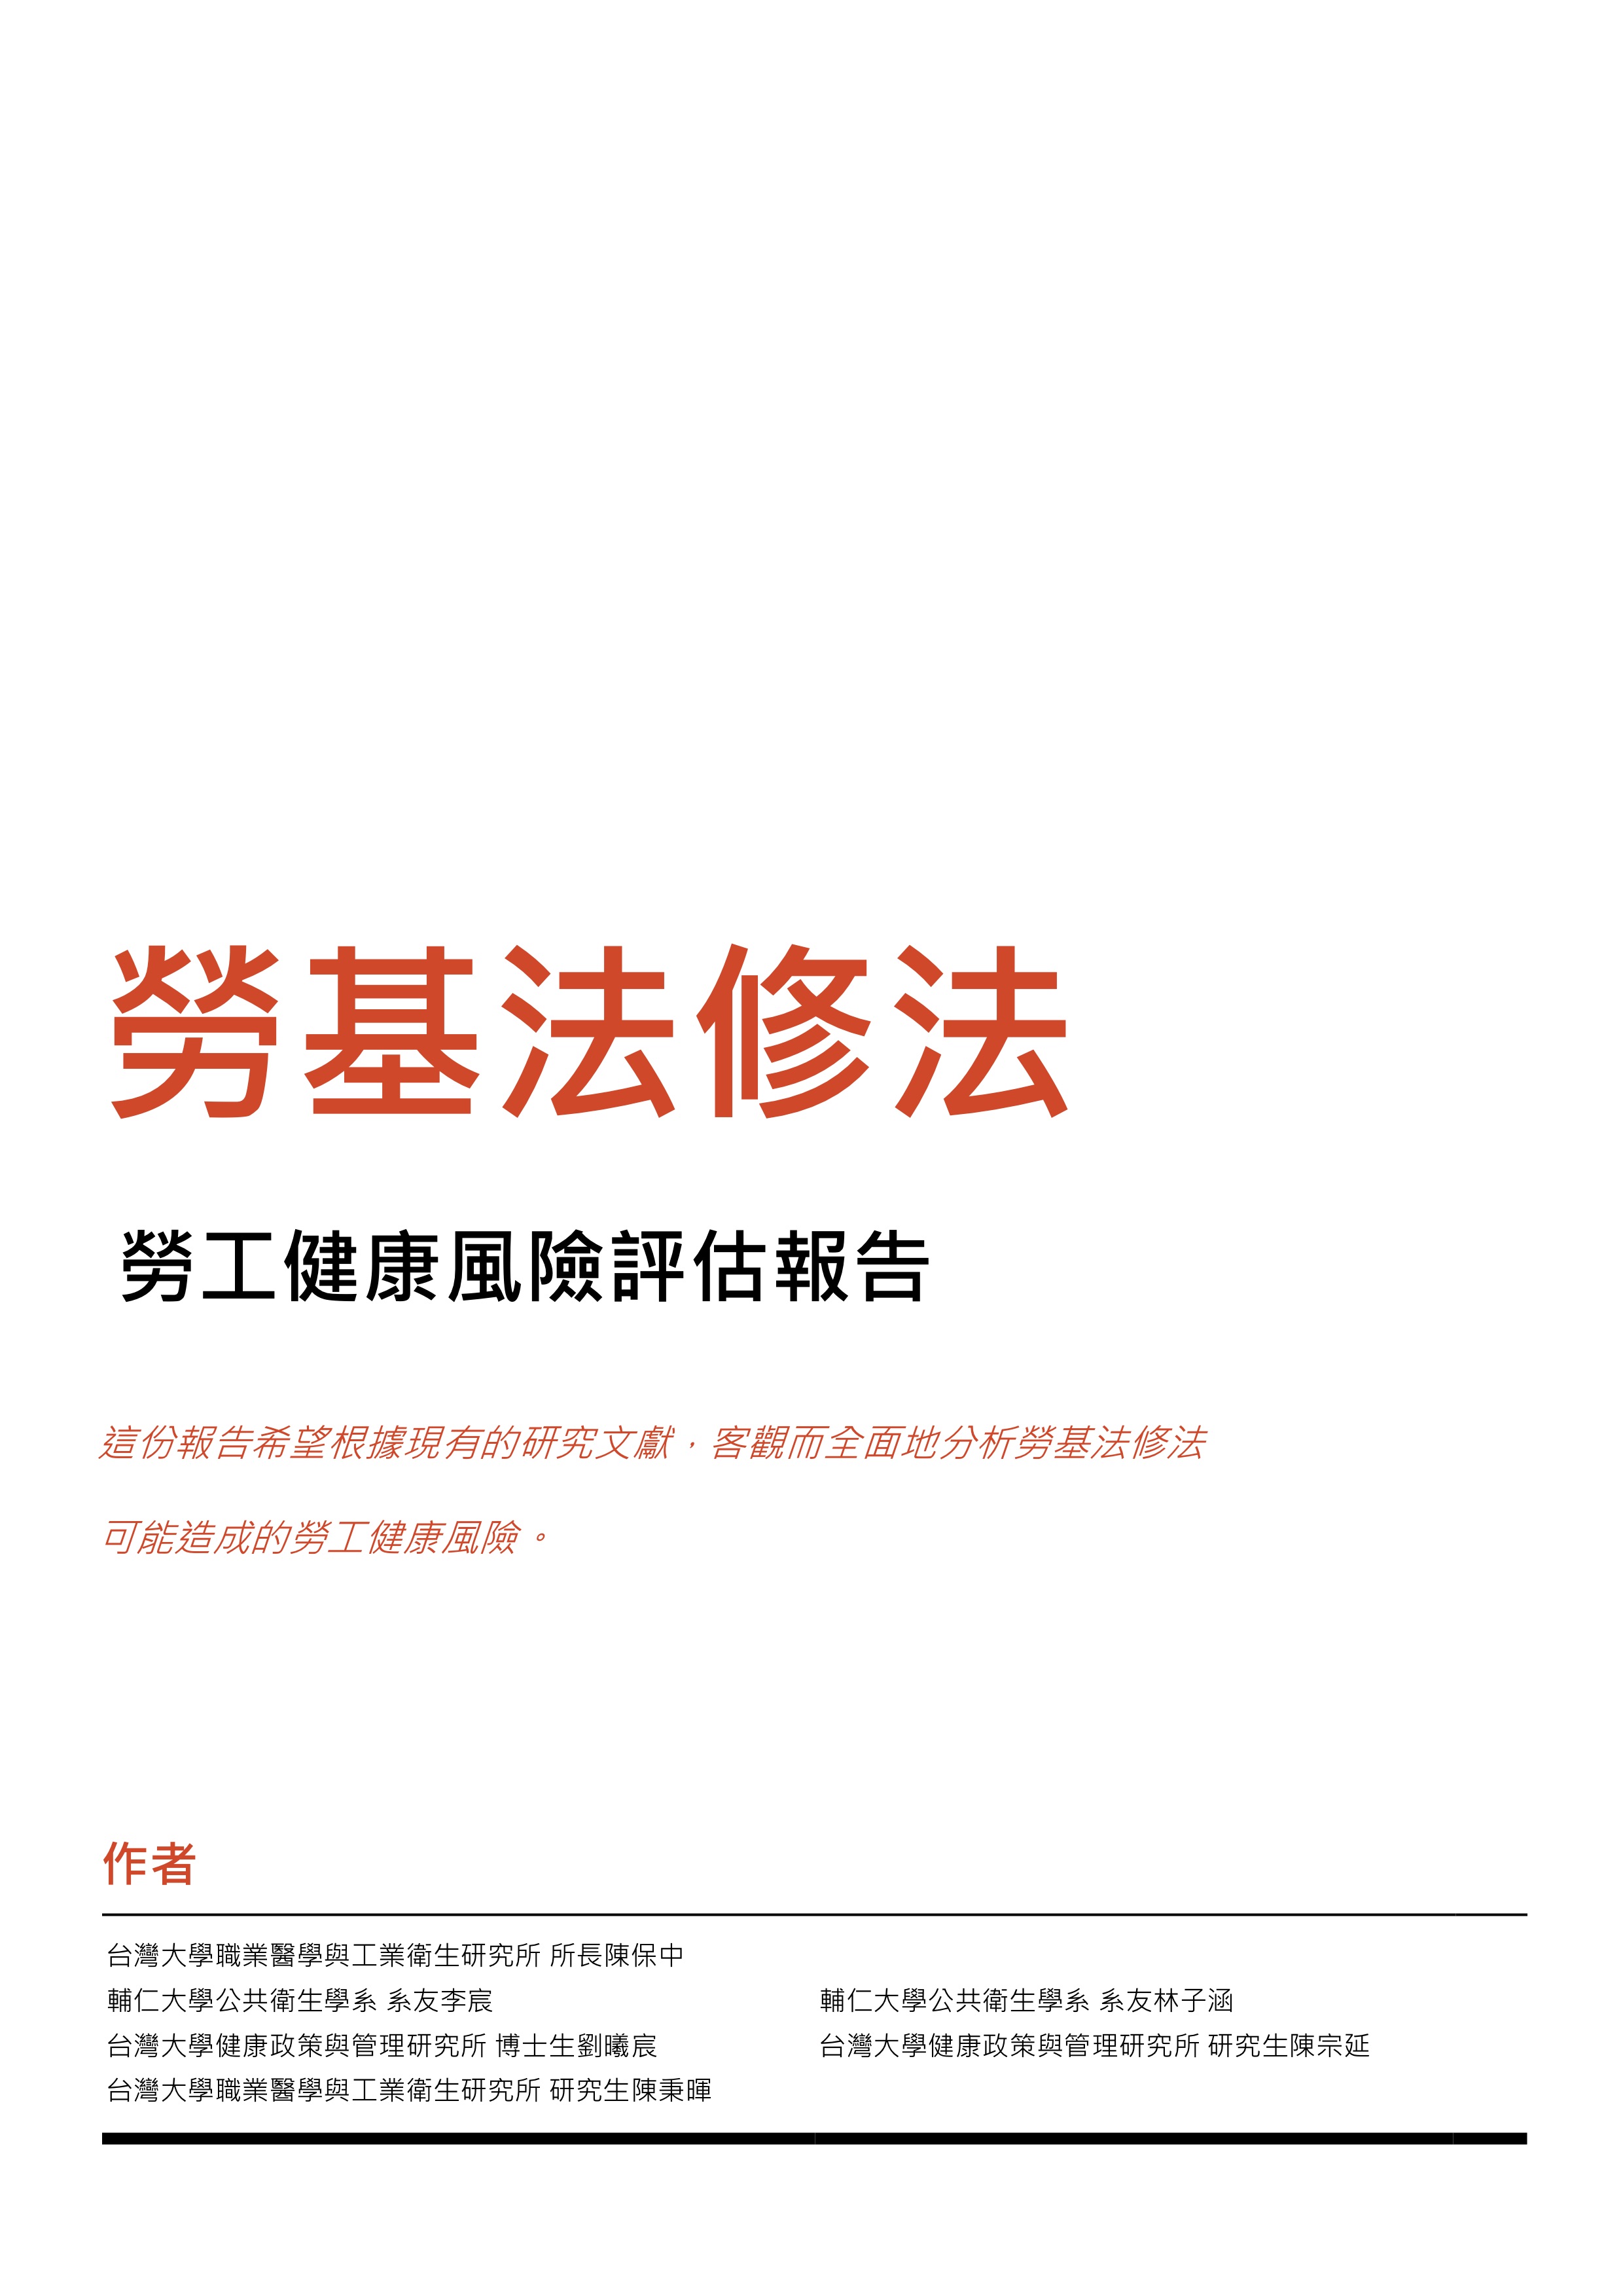 勞基法修法
勞工健康風險評估報告
這份報告希望根據現有的研究文獻，客觀而全面地分析勞基法修法
可能造成的勞工健康風險。
作者
台灣大學職業醫學與工業衛生研究所 所長陳保中
輔仁大學公共衛生學系 系友李宸
輔仁大學公共衛生學系 系友林子涵
台灣大學健康政策與管理研究所 博士生劉曦宸
台灣大學健康政策與管理研究所 研究生陳宗延
台灣大學職業醫學與工業衛生研究所 研究生陳秉暉